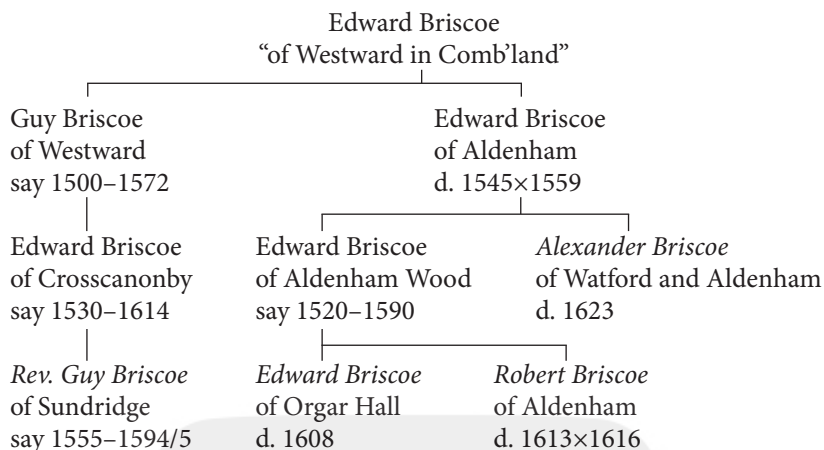 Edward Briscoe
“of Westward in Comb’land”
Guy Briscoe
of Westward
say 1500–1572
Edward Briscoe
of Aldenham
d. 1545×1559
Edward Briscoe
of Crosscanonby
say 1530–1614
Edward Briscoe
of Aldenham Wood
say 1520–1590
Alexander Briscoe
of Watford and Aldenham
d. 1623
Rev. Guy Briscoe
of Sundridge
say 1555–1594/5
Edward Briscoe
of Orgar Hall
d. 1608
Robert Briscoe
of Aldenham
d. 1613×1616